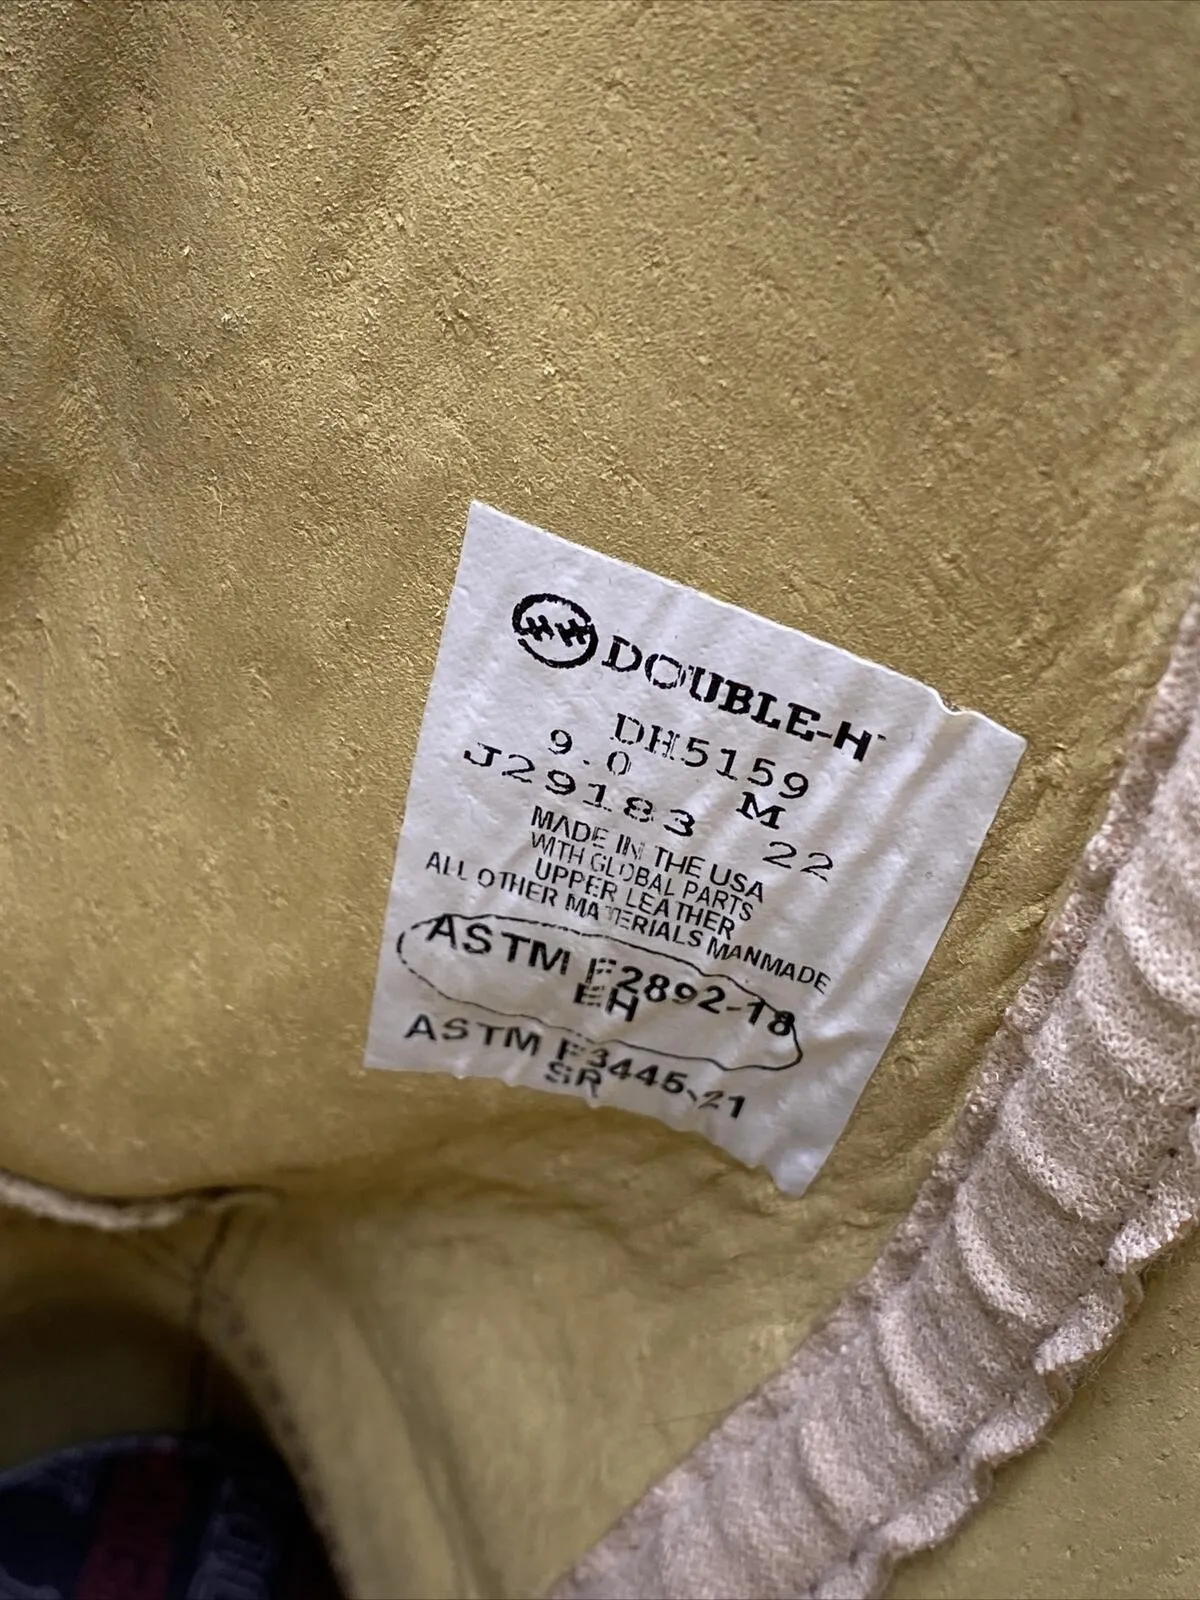 HH DOUBLE-H
DH5159
9.0 M
J29183 22
MADE IN THE USA
WITH GLOBAL PARTS
UPPER LEATHER
ALL OTHER MATERIALS MANMADE
ASTM F2892-18
EH
ASTM F3445-21
SR